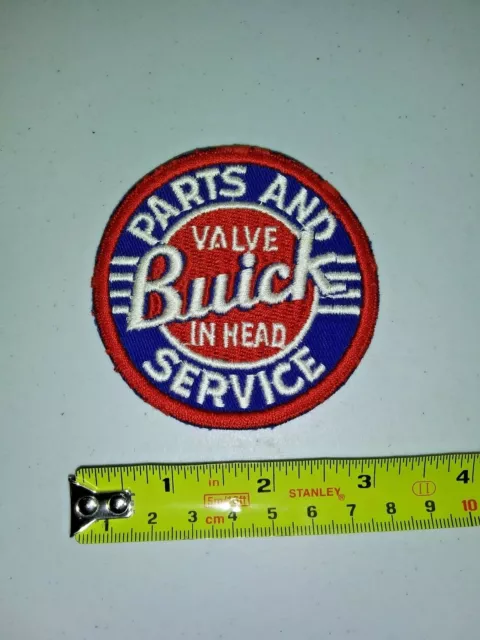 PARTS AND
VALVE
Buick
IN HEAD
SERVICE
1 in 2 STANLEY® 3 4
1 2 3 cm 4 5 6 7 8 9 10